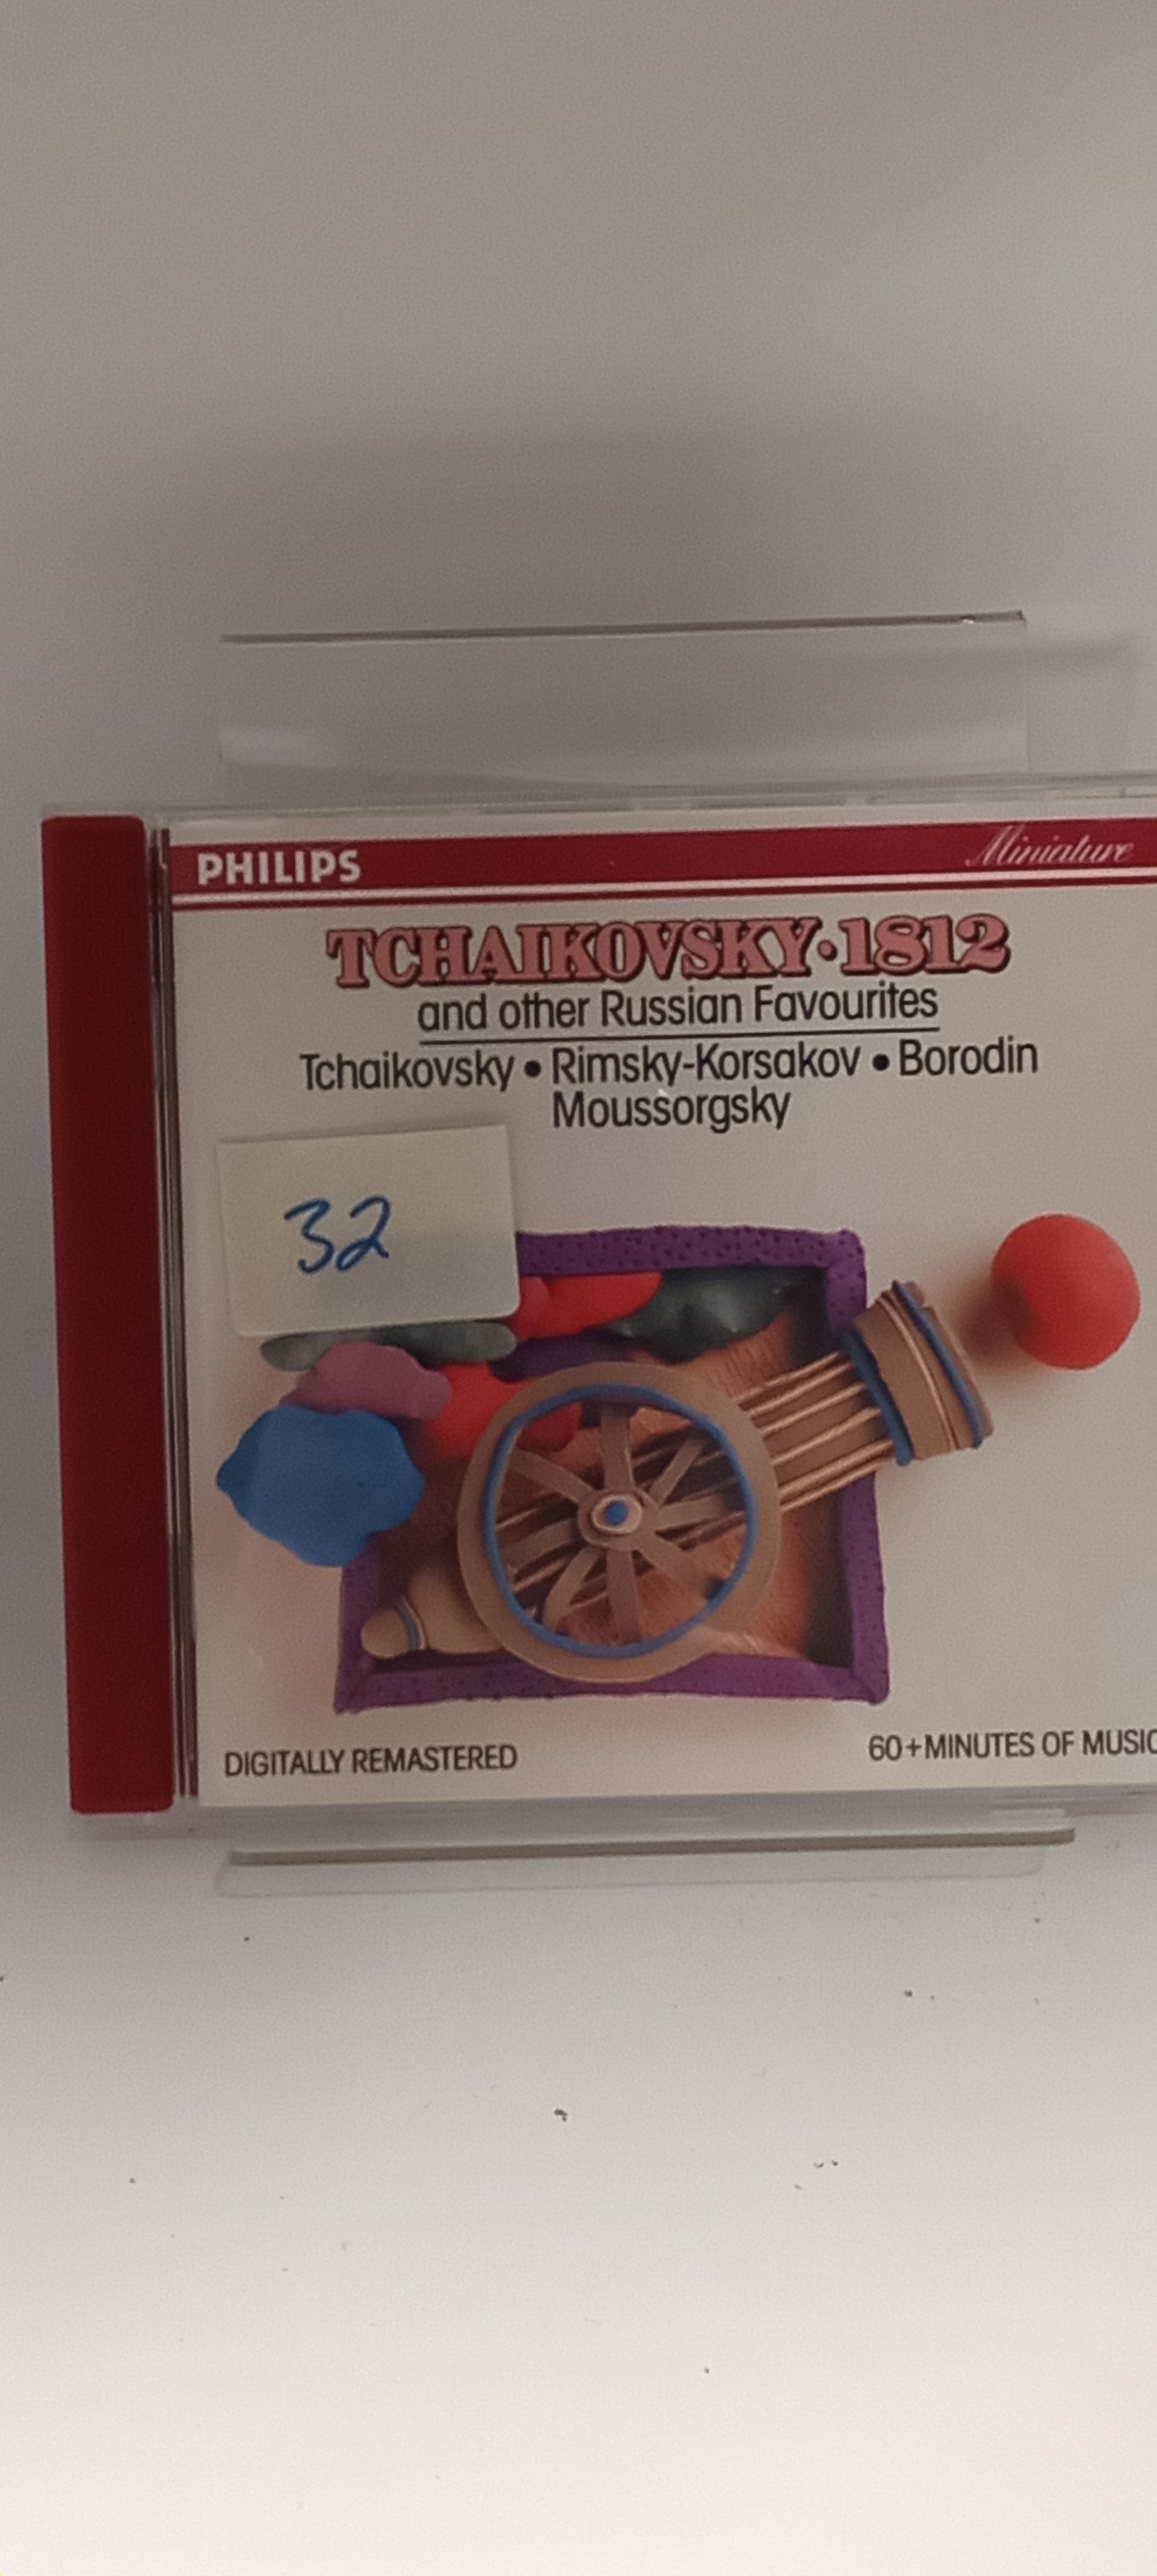 PHILIPS
Miniature
TCHAIKOVSKY•1812
and other Russian Favourites
Tchaikovsky • Rimsky-Korsakov • Borodin
Moussorgsky
32
DIGITALLY REMASTERED
60+MINUTES OF MUSIC